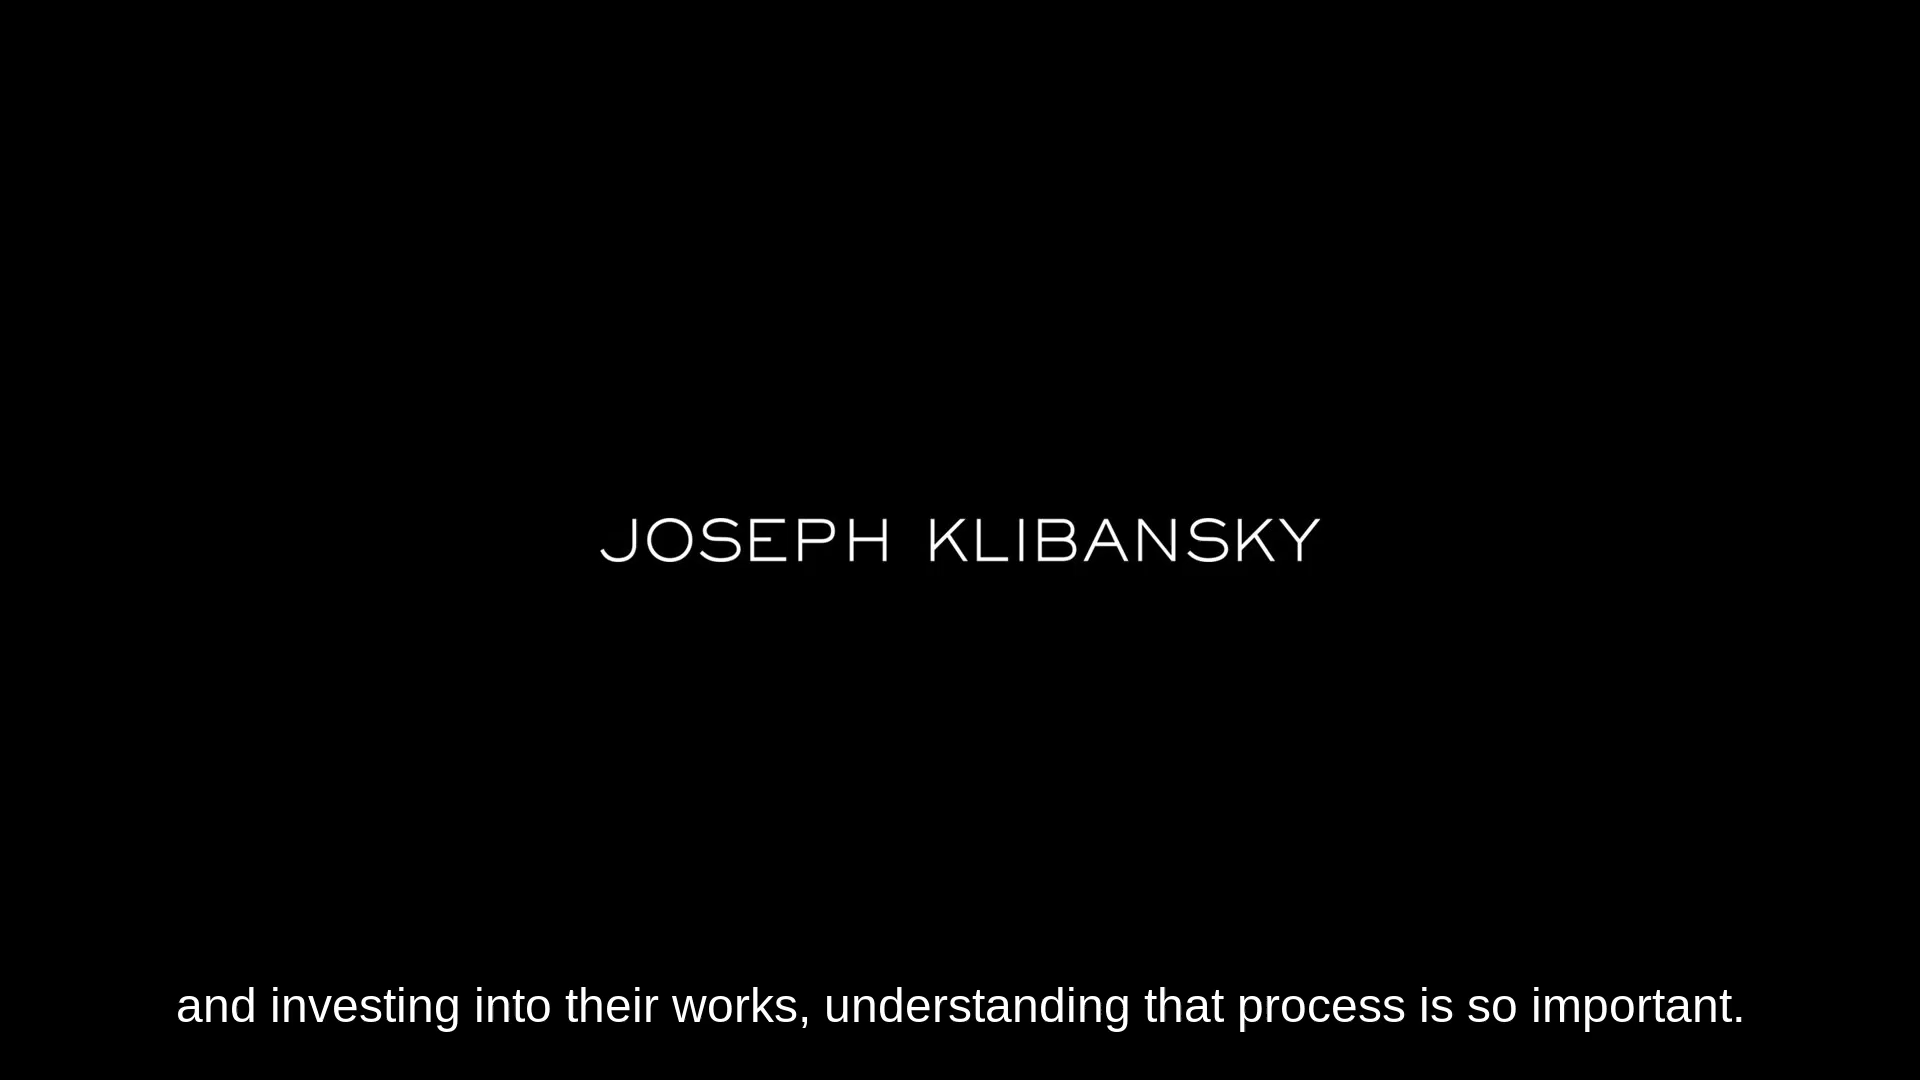 JOSEPH KLIBANSKY
and investing into their works, understanding that process is so important.